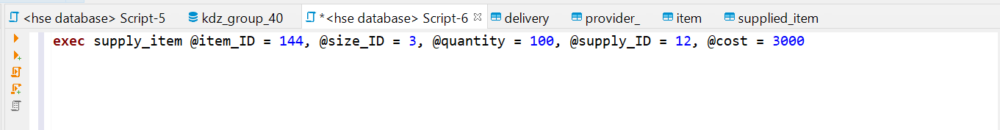 <hse database> Script-5 kdz_group_40 *<hse database> Script-6 delivery provider_ item supplied_item
exec supply_item @item_ID = 144, @size_ID = 3, @quantity = 100, @supply_ID = 12, @cost = 3000